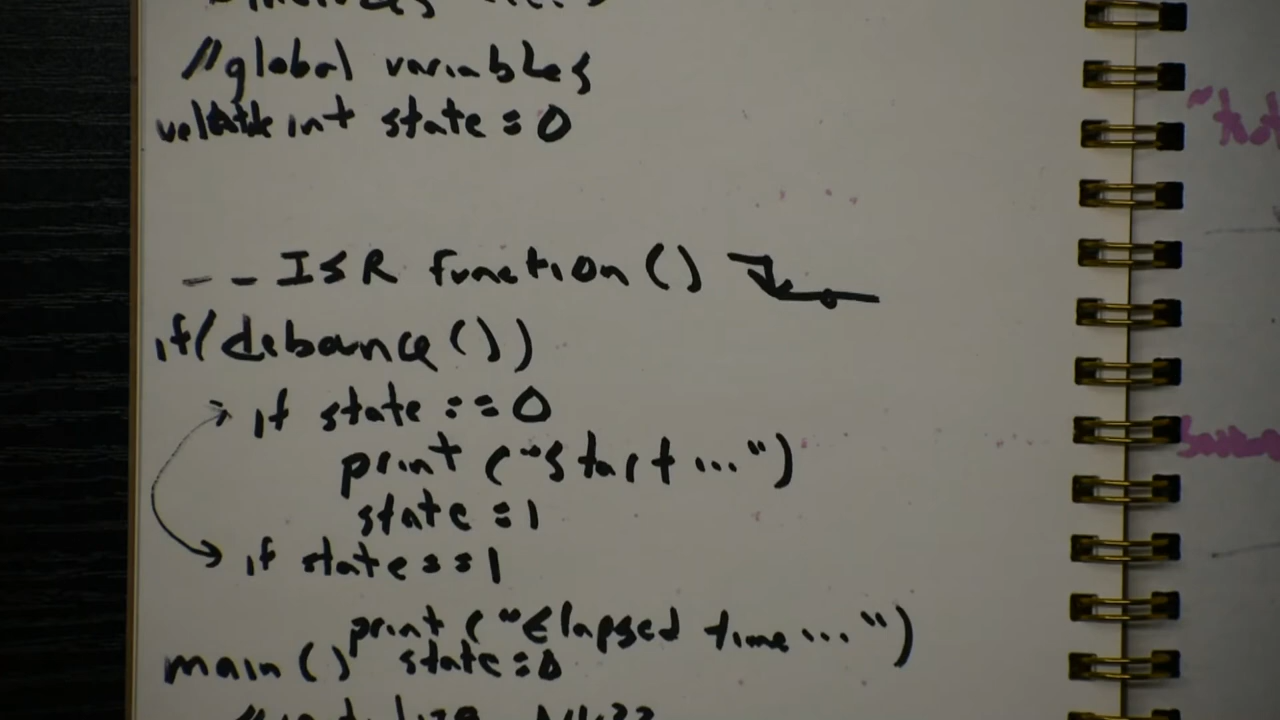 //global variables
volatile int state = 0
__ISR function()
if(debounce())
if state == 0
print ("Start...")
state = 1
if state == 1
print ("Elapsed time...")
main() state = 0